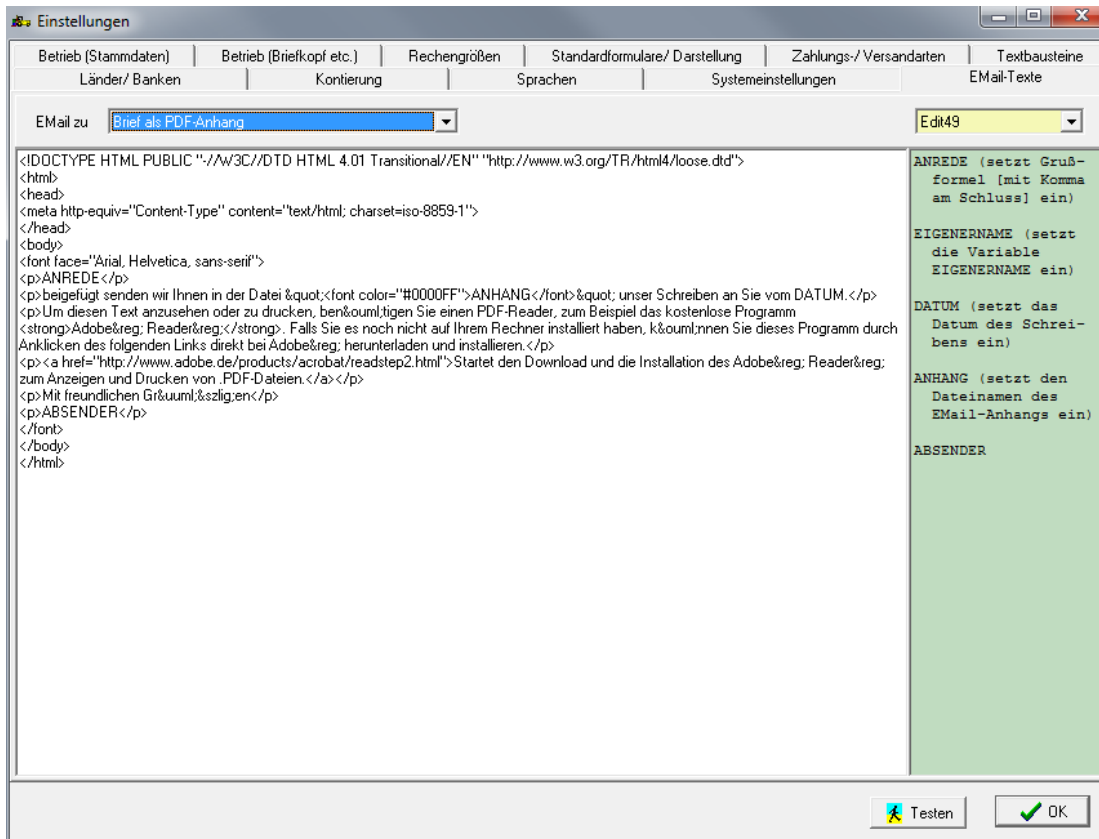 Einstellungen
Betrieb (Stammdaten) Betrieb (Briefkopf etc.) Rechengrößen Standardformulare/ Darstellung Zahlungs-/ Versandarten Textbausteine
Länder/ Banken Kontierung Sprachen Systemeinstellungen EMail-Texte
EMail zu Brief als PDF-Anhang Edit49
<!DOCTYPE HTML PUBLIC "-//W3C//DTD HTML 4.01 Transitional//EN" "http://www.w3.org/TR/html4/loose.dtd">
<html>
<head>
<meta http-equiv="Content-Type" content="text/html; charset=iso-8859-1">
</head>
<body>
<font face="Arial, Helvetica, sans-serif">
<p>ANREDE</p>
<p>beigefügt senden wir Ihnen in der Datei &quot;<font color="#0000FF">ANHANG</font>&quot; unser Schreiben an Sie vom DATUM.</p>
<p>Um diesen Text anzusehen oder zu drucken, ben&ouml;tigen Sie einen PDF-Reader, zum Beispiel das kostenlose Programm
<strong>Adobe&reg; Reader&reg;</strong>. Falls Sie es noch nicht auf Ihrem Rechner installiert haben, k&ouml;nnen Sie dieses Programm durch
Anklicken des folgenden Links direkt bei Adobe&reg; herunterladen und installieren.</p>
<p><a href="http://www.adobe.de/products/acrobat/readstep2.html">Startet den Download und die Installation des Adobe&reg; Reader&reg;
zum Anzeigen und Drucken von .PDF-Dateien.</a></p>
<p>Mit freundlichen Gr&uuml;&szlig;en</p>
<p>ABSENDER</p>
</font>
</body>
</html>
ANREDE (setzt Gruß-
formel [mit Komma
am Schluss] ein)
EIGENERNAME (setzt
die Variable
EIGENERNAME ein)
DATUM (setzt das
Datum des Schrei-
bens ein)
ANHANG (setzt den
Dateinamen des
EMail-Anhangs ein)
ABSENDER
Testen OK